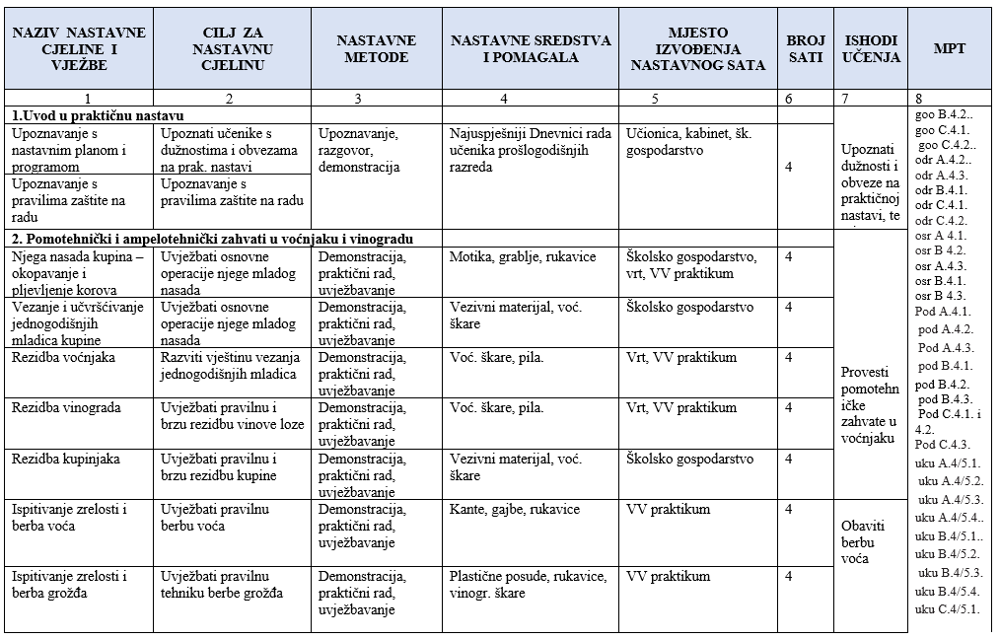 NAZIV NASTAVNE
CJELINE I
VJEŽBE
CILJ ZA
NASTAVNU
CJELINU
NASTAVNE
METODE
NASTAVNE SREDSTVA
I POMAGALA
MJESTO
IZVOĐENJA
NASTAVNOG SATA
BROJ
SATI
ISHODI
UČENJA
MPT
1
2
3
4
5
6
7
8
1.Uvod u praktičnu nastavu
Upoznavanje s
nastavnim planom i
programom
Upoznati učenike s
dužnostima i obvezama
na prak. nastavi
Upoznavanje,
razgovor,
demonstracija
Najuspješniji Dnevnici rada
učenika prošlogodišnjih
razreda
Učionica, kabinet, šk.
gospodarstvo
4
Upoznati
dužnosti i
obveze na
praktičnoj
nastavi, te
Upoznavanje s
pravilima zaštite na
radu
Upoznavanje s
pravilima zaštite na radu
2. Pomotehnički i ampelotehnički zahvati u voćnjaku i vinogradu
Njega nasada kupina –
okopavanje i
pljevljenje korova
Uvježbati osnovne
operacije njege mladog
nasada
Demonstracija,
praktični rad,
uvježbavanje
Motika, grablje, rukavice
Školsko gospodarstvo,
vrt, VV praktikum
4
Vezanje i učvršćivanje
jednogodišnjih
mladica kupine
Uvježbati osnovne
operacije njege mladog
nasada
Demonstracija,
praktični rad,
uvježbavanje
Vezivni materijal, voć.
škare
Školsko gospodarstvo
4
Rezidba voćnjaka
Razviti vještinu vezanja
jednogodišnjih mladica
Demonstracija,
praktični rad,
uvježbavanje
Voć. škare, pila.
Vrt, VV praktikum
4
Provesti
pomotehn
ičke
zahvate u
voćnjaku
Rezidba vinograda
Uvježbati pravilnu i
brzu rezidbu vinove loze
Demonstracija,
praktični rad,
uvježbavanje
Voć. škare, pila.
Vrt, VV praktikum
4
Rezidba kupinjaka
Uvježbati pravilnu i
brzu rezidbu kupine
Demonstracija,
praktični rad,
uvježbavanje
Vezivni materijal, voć.
škare
Školsko gospodarstvo
4
Ispitivanje zrelosti i
berba voća
Uvježbati pravilnu
berbu voća
Demonstracija,
praktični rad,
uvježbavanje
Kante, gajbe, rukavice
VV praktikum
4
Obaviti
berbu
voća
Ispitivanje zrelosti i
berba grožđa
Uvježbati pravilnu
tehniku berbe grožđa
Demonstracija,
praktični rad,
uvježbavanje
Plastične posude, rukavice,
vinogr. škare
VV praktikum
4
goo B.4.2..
goo C.4.1.
goo C.4.2..
odr A.4.2..
odr A.4.3.
odr B.4.1.
odr C.4.1.
odr C.4.2.
osr A 4.1.
osr B 4.2.
osr A.4.3.
osr B.4.1.
osr B 4.3.
Pod A.4.1.
pod A.4.2.
Pod A.4.3.
pod B.4.1.
pod B.4.2.
pod B.4.3.
Pod C.4.1. i
4.2.
Pod C.4.3.
uku A.4/5.1.
uku A.4/5.2.
uku A.4/5.3.
uku A.4/5.4..
uku B.4/5.1..
uku B.4/5.2.
uku B.4/5.3.
uku B.4/5.4.
uku C.4/5.1.